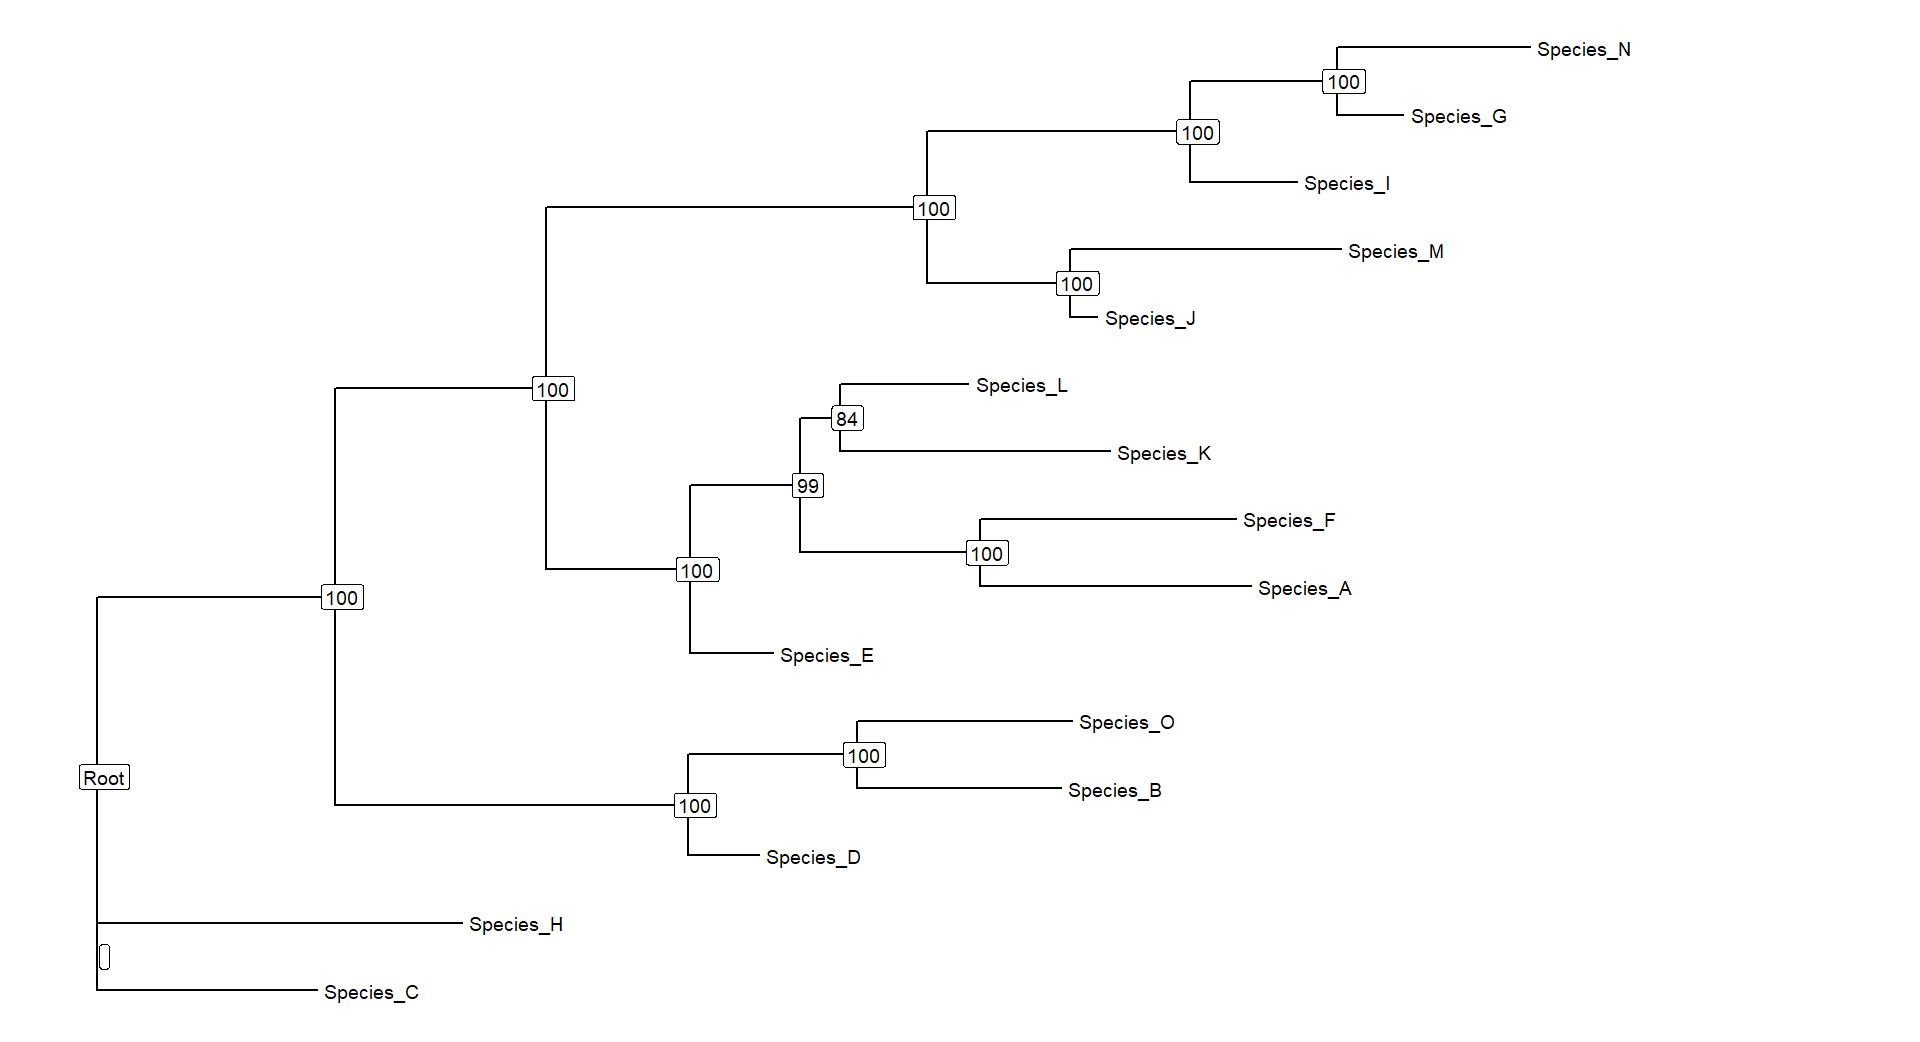 Species_N
100
Species_G
100
Species_I
100
Species_M
100
Species_J
Species_L
100
84
Species_K
99
Species_F
100
100
Species_A
100
Species_E
Species_O
100
Root
Species_B
100
Species_D
Species_H
Species_C